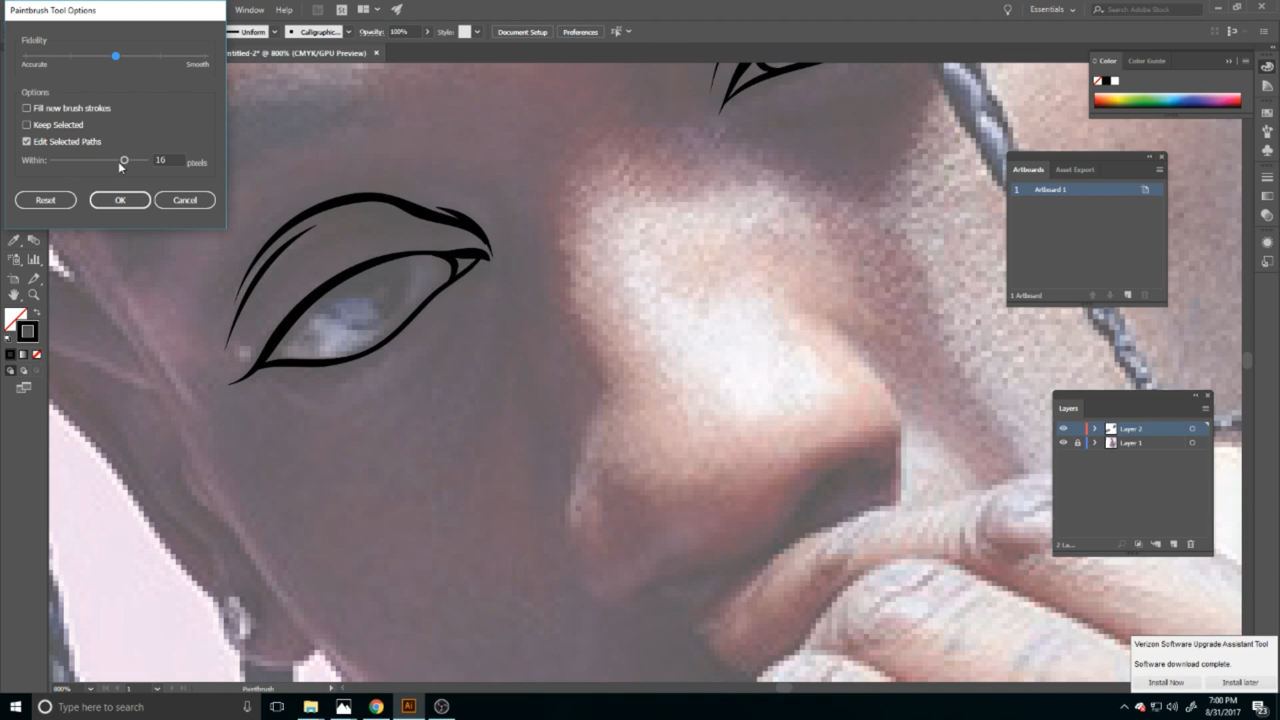 Paintbrush Tool Options
Window Help
Essentials
Search Adobe Stock
Uniform Calligraphic... Opacity: 100% Style: Document Setup Preferences
ntitled-2* @ 800% (CMYK/GPU Preview) ×
Fidelity
Accurate Smooth
Options
Fill new brush strokes
Keep Selected
Edit Selected Paths
Within: 16 pixels
Reset OK Cancel
Color Color Guide
Artboards Asset Export
1 Artboard 1
1 Artboard
Layers
Layer 2
Layer 1
2 La...
Verizon Software Upgrade Assistant Tool
Software download complete.
Install Now Install later
800% 1 Paintbrush
Type here to search
Ai
7:00 PM
8/31/2017
23